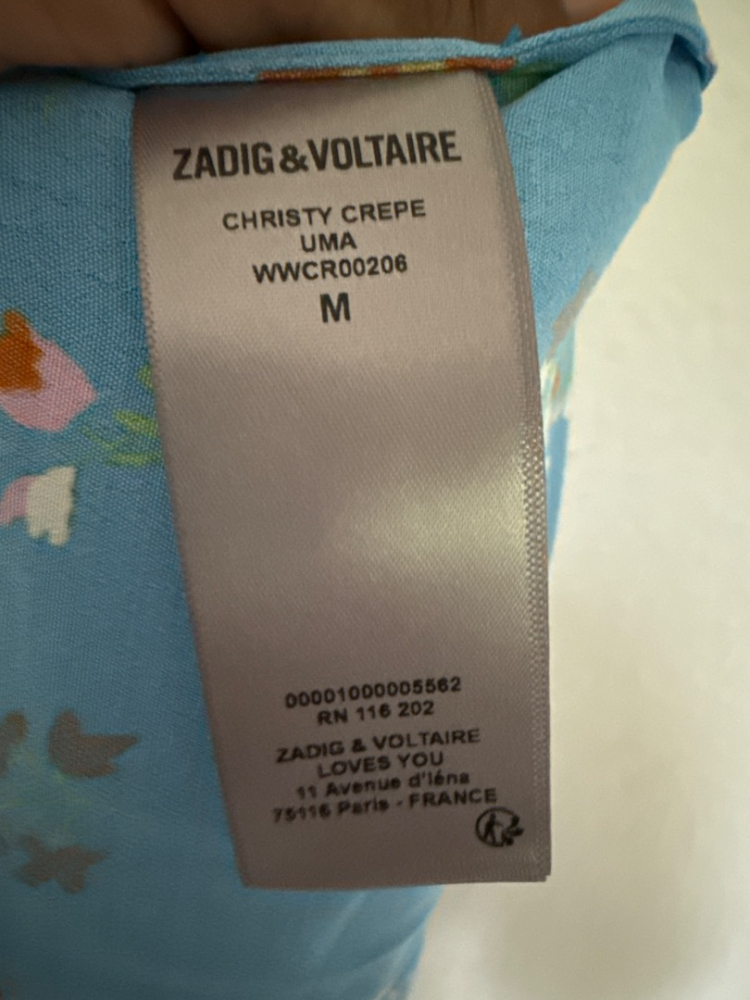 ZADIG & VOLTAIRE
CHRISTY CREPE
UMA
WWCR00206
M
00001000005562
RN 116 202
ZADIG & VOLTAIRE
LOVES YOU
11 Avenue d'Iéna
75116 Paris - FRANCE